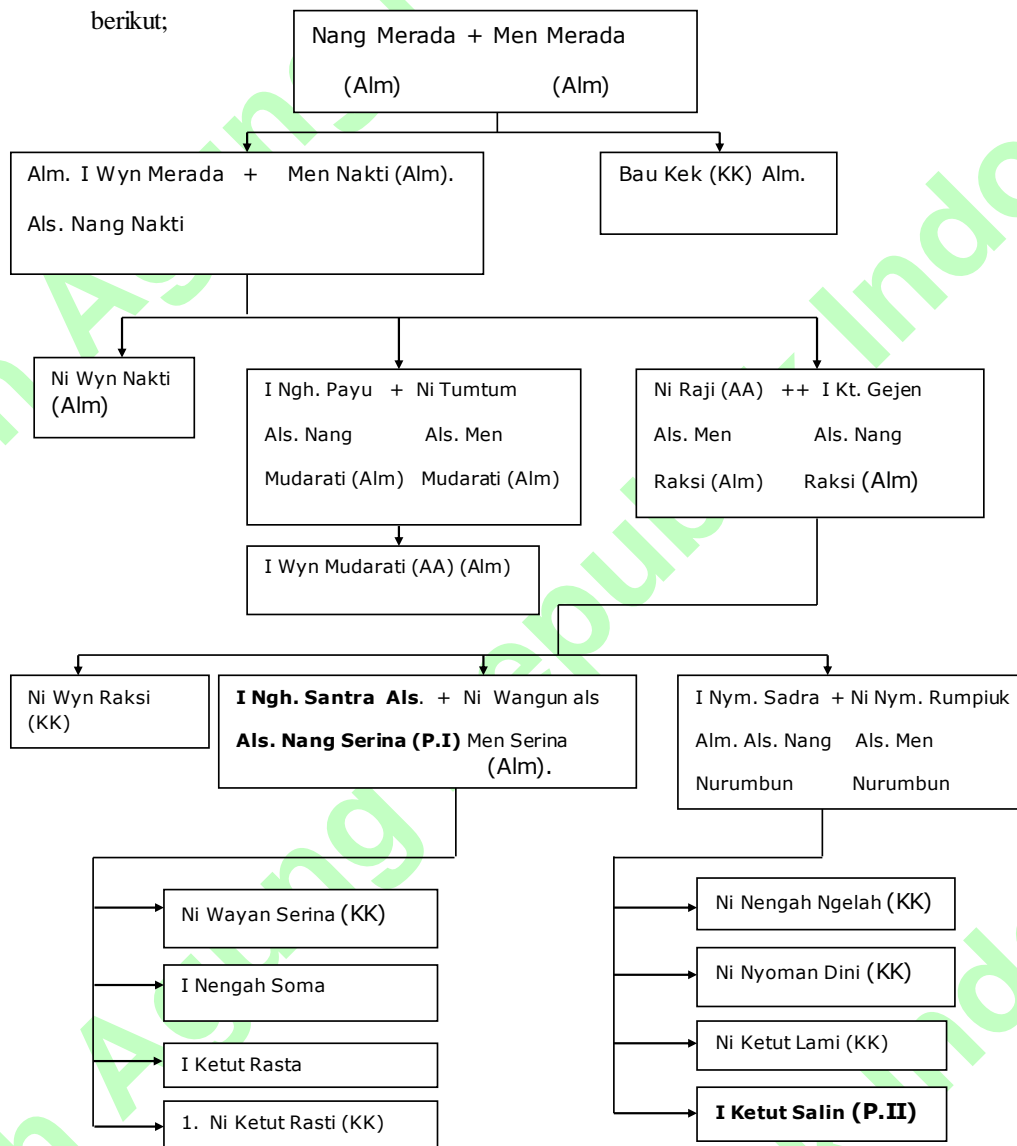 berikut;
Nang Merada + Men Merada
(Alm) (Alm)
Alm. I Wyn Merada + Men Nakti (Alm).
Als. Nang Nakti
Bau Kek (KK) Alm.
Ni Wyn Nakti
(Alm)
I Ngh. Payu + Ni Tumtum
Als. Nang Als. Men
Mudarati (Alm) Mudarati (Alm)
Ni Raji (AA) ++ I Kt. Gejen
Als. Men Als. Nang
Raksi (Alm) Raksi (Alm)
I Wyn Mudarati (AA) (Alm)
Ni Wyn Raksi
(KK)
I Ngh. Santra Als. + Ni Wangun als
Als. Nang Serina (P.I) Men Serina
(Alm).
I Nym. Sadra + Ni Nym. Rumpiuk
Alm. Als. Nang Als. Men
Nurumbun Nurumbun
Ni Wayan Serina (KK)
I Nengah Soma
I Ketut Rasta
1. Ni Ketut Rasti (KK)
Ni Nengah Ngelah (KK)
Ni Nyoman Dini (KK)
Ni Ketut Lami (KK)
I Ketut Salin (P.II)